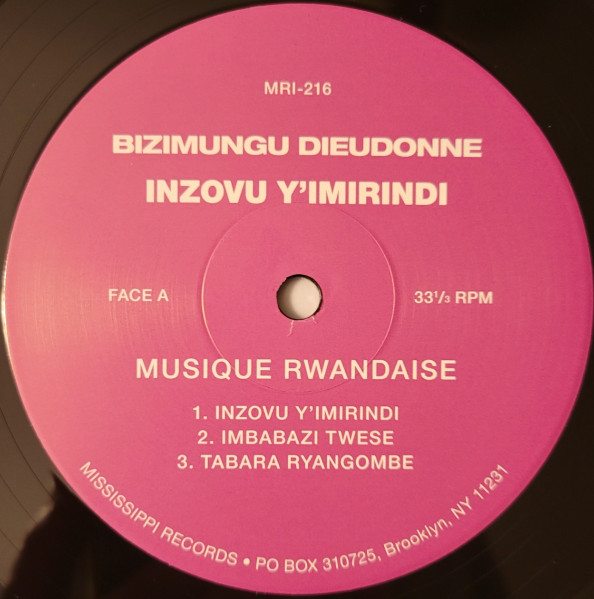 MRI-216
BIZIMUNGU DIEUDONNE
INZOVU Y'IMIRINDI
FACE A
33⅓ RPM
MUSIQUE RWANDAISE
1. INZOVU Y'IMIRINDI
2. IMBABAZI TWESE
3. TABARA RYANGOMBE
MISSISSIPPI RECORDS • PO BOX 310725, Brooklyn, NY 11231